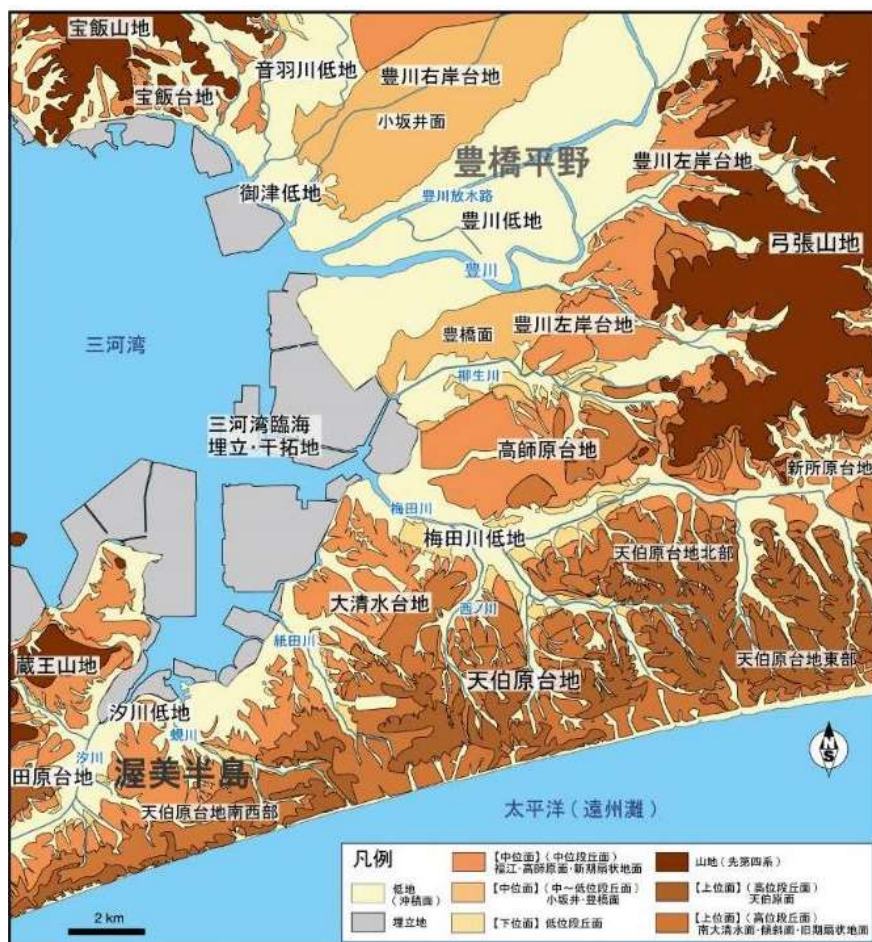 宝飯山地
音羽川低地
宝飯台地
豊川右岸台地
小坂井面
豊橋平野
豊川左岸台地
御津低地
豊川放水路
豊川低地
弓張山地
豊川
三河湾
豊橋面
豊川左岸台地
柳生川
三河湾臨海
埋立・干拓地
高師原台地
新所原台地
梅田川
梅田川低地
天伯原台地北部
大清水台地
西ノ川
紙田川
蔵王山地
天伯原台地
天伯原台地東部
汐川低地
蜆川
汐川
田原台地
渥美半島
天伯原台地南西部
太平洋(遠州灘)
N
S
2 km
凡例
低地
(沖積面)
埋立地
【中位面】(中位段丘面)
福江・高師原面・新期扇状地面
【中位面】(中〜低位段丘面)
小坂井・豊橋面
【下位面】低位段丘面
山地(先第四系)
【上位面】(高位段丘面)
天伯原面
【上位面】(高位段丘面)
南大清水面・傾斜面・旧期扇状地面